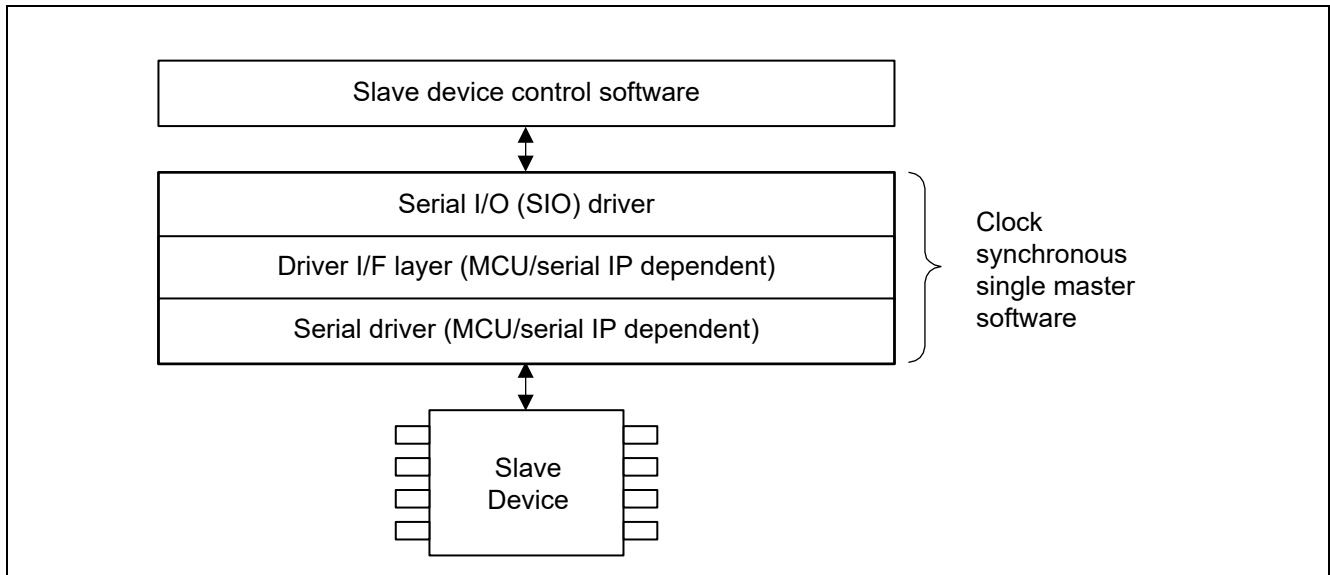 Slave device control software
Serial I/O (SIO) driver
Driver I/F layer (MCU/serial IP dependent)
Serial driver (MCU/serial IP dependent)
Clock
synchronous
single master
software
Slave
Device